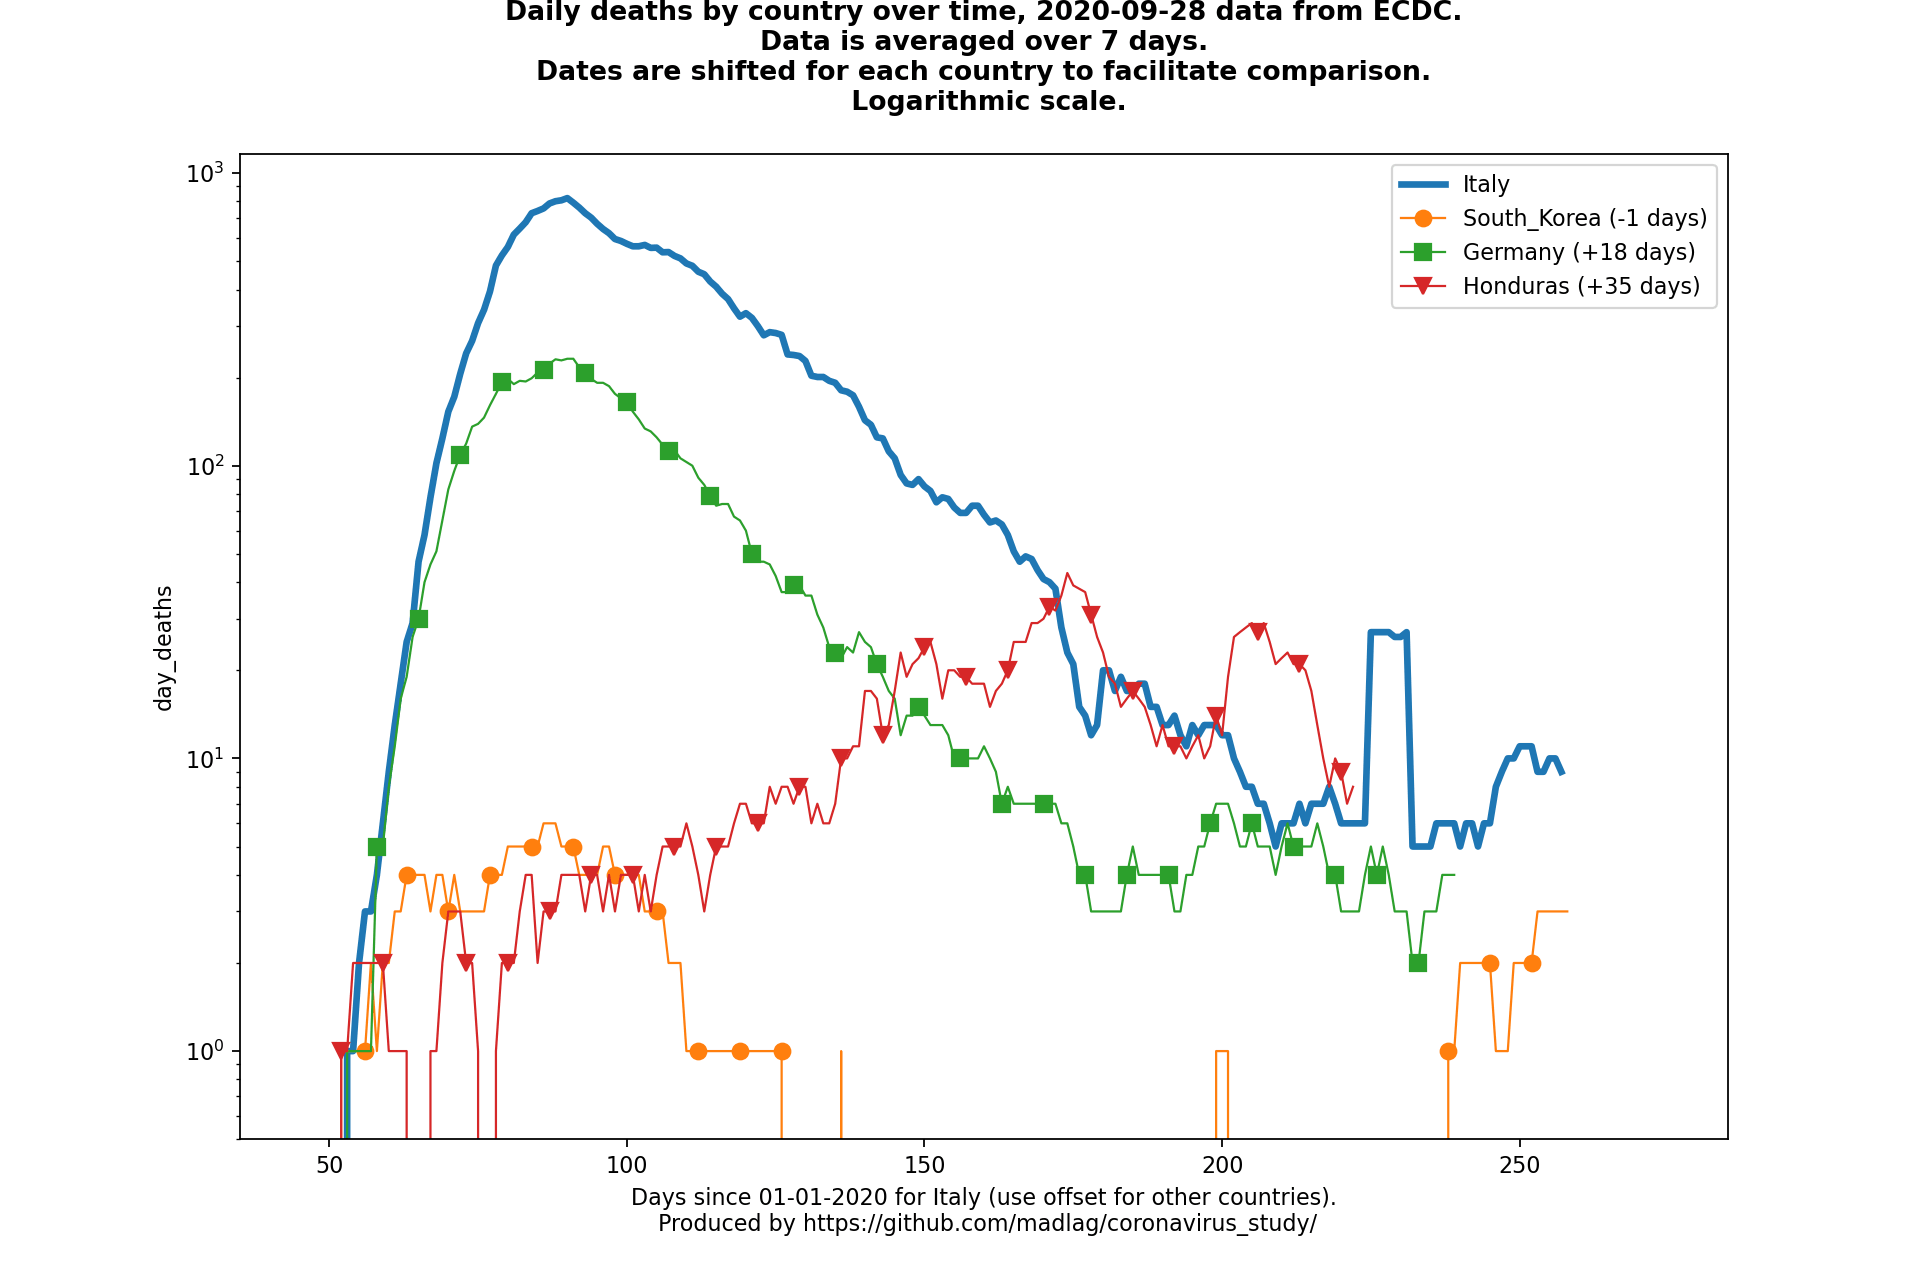 Daily deaths by country over time, 2020-09-28 data from ECDC.
Data is averaged over 7 days.
Dates are shifted for each country to facilitate comparison.
Logarithmic scale.
10³
10²
10¹
10⁰
day_deaths
Italy
South_Korea (-1 days)
Germany (+18 days)
Honduras (+35 days)
50 100 150 200 250
Days since 01-01-2020 for Italy (use offset for other countries).
Produced by https://github.com/madlag/coronavirus_study/